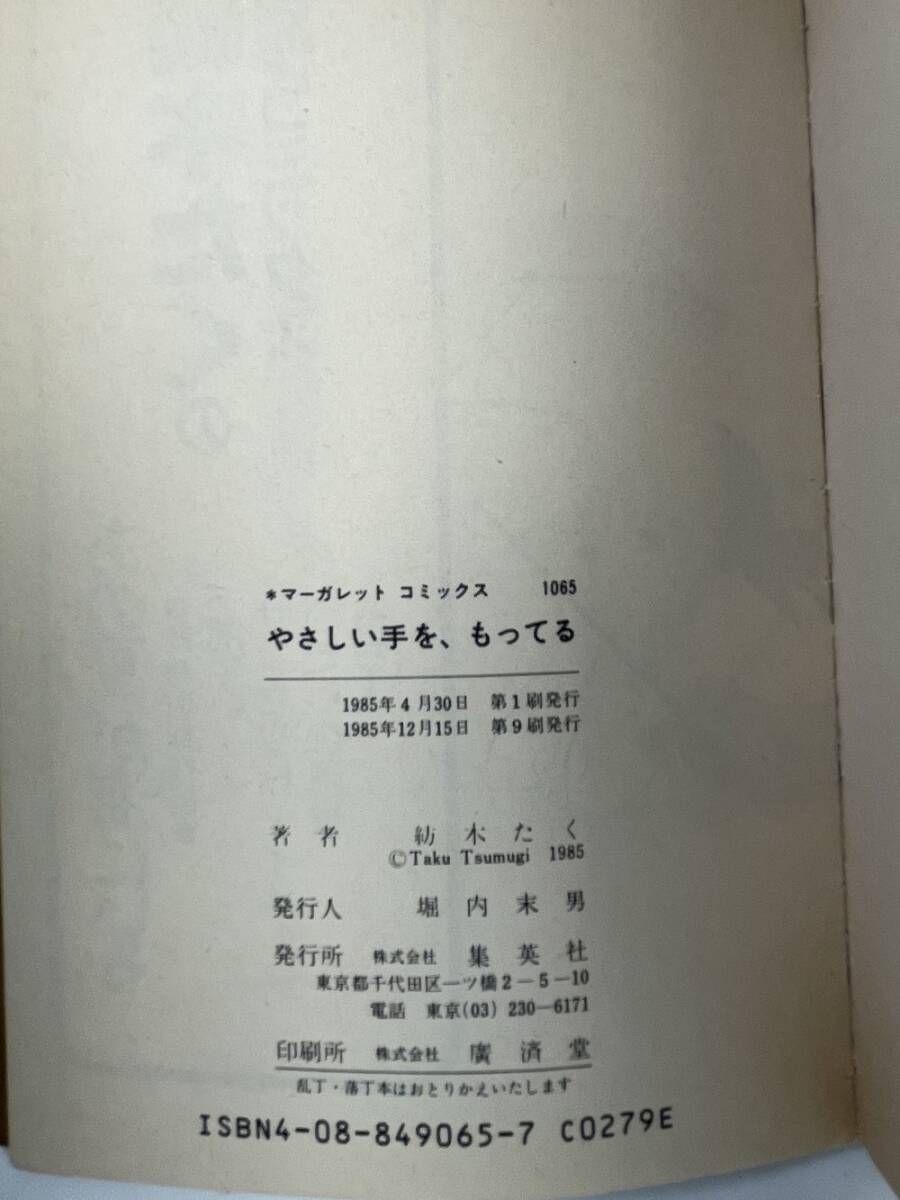 *マーガレット コミックス 1065
やさしい手を、もってる
1985年4月30日 第1刷発行
1985年12月15日 第9刷発行
著者 紡木たく
©Taku Tsumugi 1985
発行人 堀内末男
発行所 株式会社 集英社
東京都千代田区一ツ橋2-5-10
電話 東京(03)230-6171
印刷所 株式会社 廣済堂
乱丁・落丁本はおとりかえいたします
ISBN4-08-849065-7 C0279E